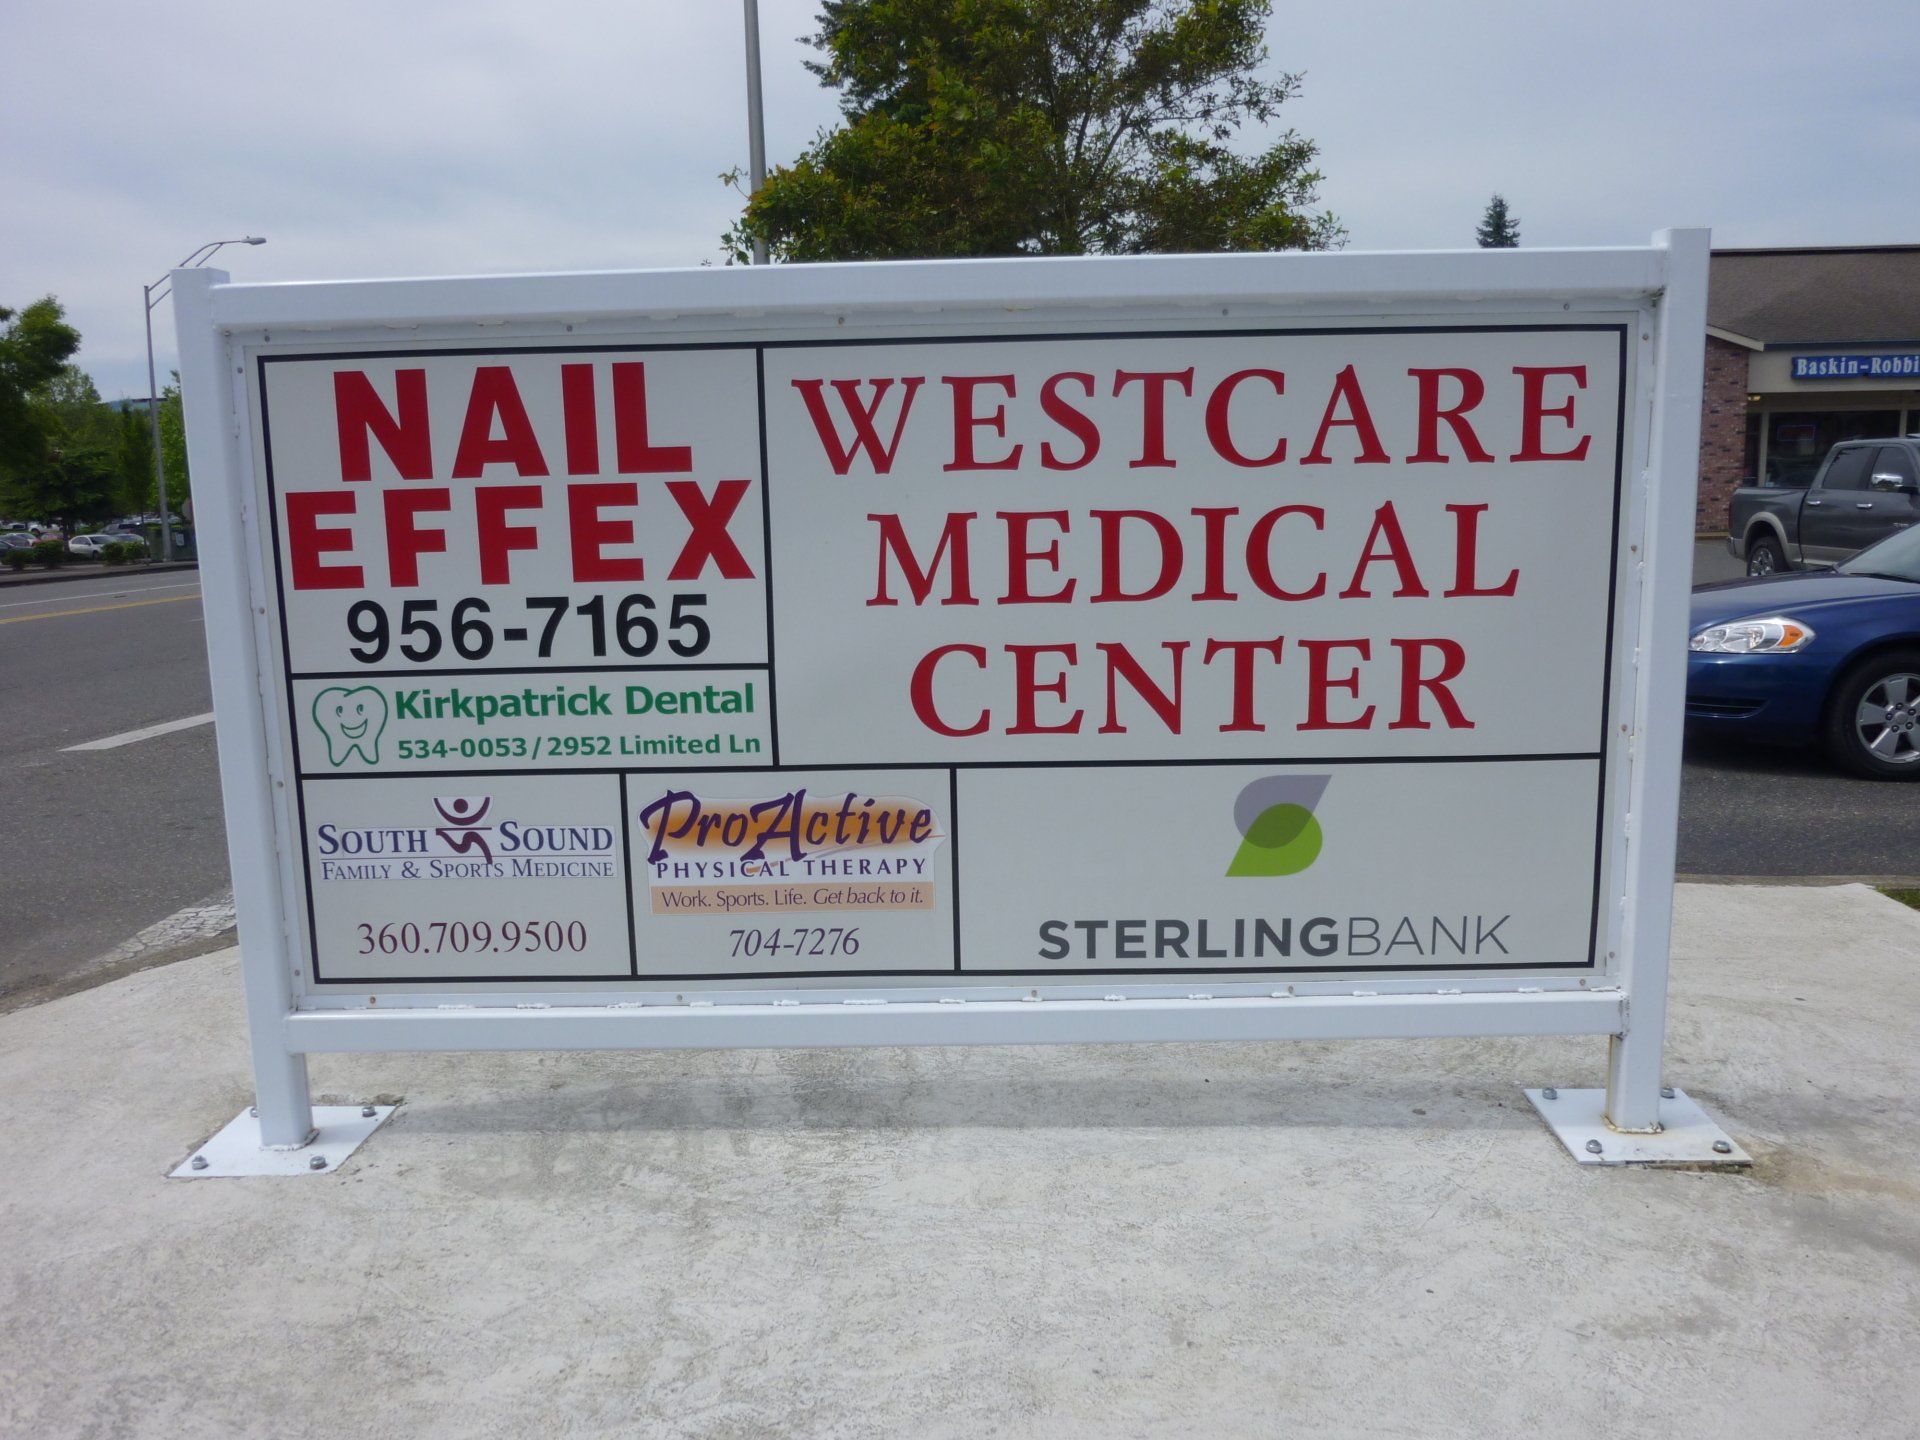 NAIL
EFFEX
956-7165
WESTCARE
MEDICAL
CENTER
Kirkpatrick Dental
534-0053/2952 Limited Ln
SOUTH SOUND
FAMILY & SPORTS MEDICINE
360.709.9500
ProActive
PHYSICAL THERAPY
Work. Sports. Life. Get back to it.
704-7276
STERLINGBANK
Baskin-Robbi